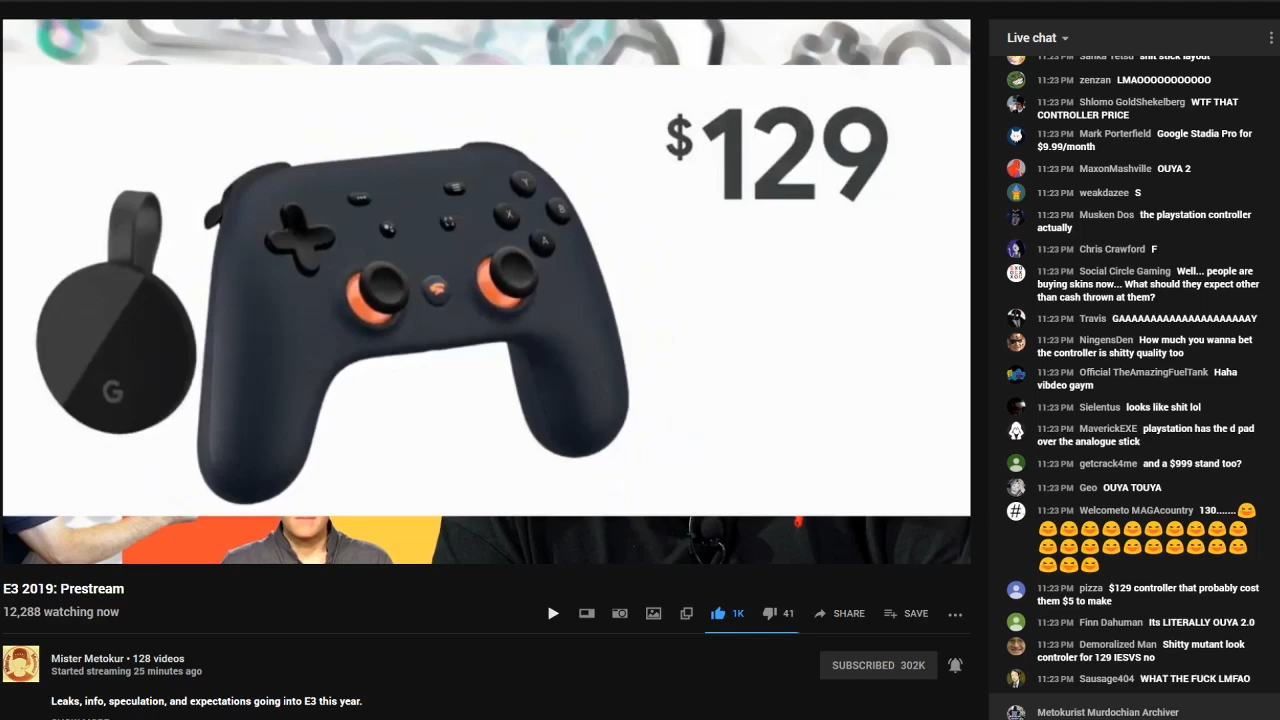 $129
Y
X
B
A
G
E3 2019: Prestream
12,288 watching now
1K
41
SHARE
SAVE
Mister Metokur • 128 videos
Started streaming 25 minutes ago
SUBSCRIBED 302K
Leaks, info, speculation, and expectations going into E3 this year.
Live chat
11:23 PM zenzan LMAOOOOOOOOOOO
11:23 PM Shlomo GoldShekelberg WTF THAT
CONTROLLER PRICE
11:23 PM Mark Porterfield Google Stadia Pro for
$9.99/month
11:23 PM MaxonMashville OUYA 2
11:23 PM weakdazee S
11:23 PM Musken Dos the playstation controller
actually
11:23 PM Chris Crawford F
11:23 PM Social Circle Gaming Well... people are
buying skins now... What should they expect other
than cash thrown at them?
11:23 PM Travis GAAAAAAAAAAAAAAAAAAAAAY
11:23 PM NingensDen How much you wanna bet
the controller is shitty quality too
11:23 PM Official TheAmazingFuelTank Haha
vibdeo gaym
11:23 PM Sielentus looks like shit lol
11:23 PM MaverickEXE playstation has the d pad
over the analogue stick
11:23 PM getcrack4me and a $999 stand too?
11:23 PM Geo OUYA TOUYA
11:23 PM Welcometo MAGAcountry 130.......
11:23 PM pizza $129 controller that probably cost
them $5 to make
11:23 PM Finn Dahuman Its LITERALLY OUYA 2.0
11:23 PM Demoralized Man Shitty mutant look
controler for 129 IESVS no
11:23 PM Sausage404 WHAT THE FUCK LMFAO
Metokurist Murdochian Archiver